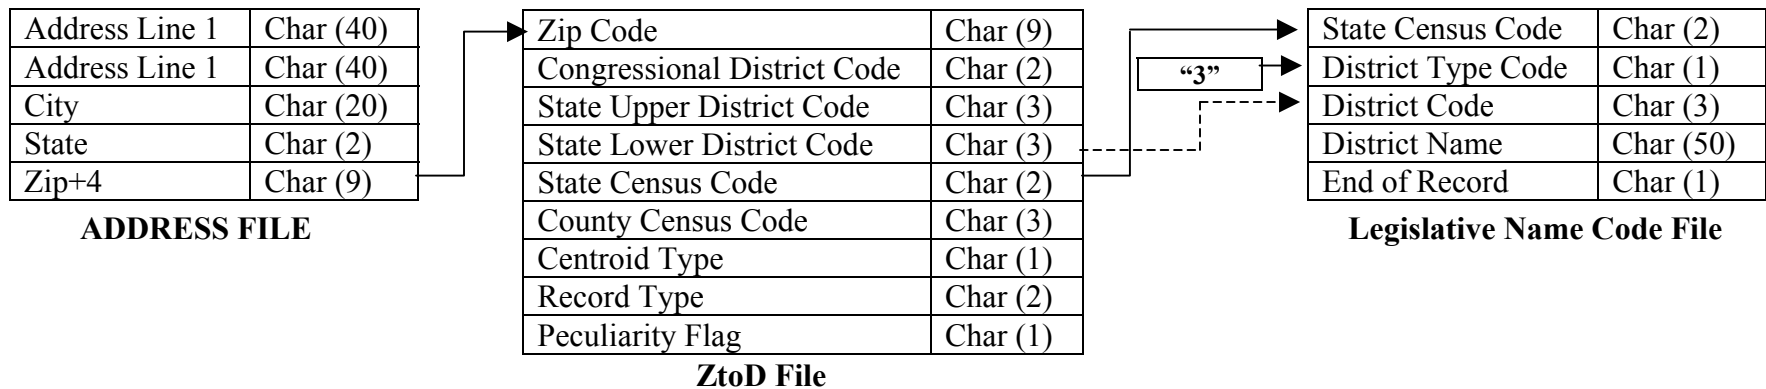 Address Line 1 Char (40)
Address Line 1 Char (40)
City Char (20)
State Char (2)
Zip+4 Char (9)
ADDRESS FILE
Zip Code Char (9)
Congressional District Code Char (2)
State Upper District Code Char (3)
State Lower District Code Char (3)
State Census Code Char (2)
County Census Code Char (3)
Centroid Type Char (1)
Record Type Char (2)
Peculiarity Flag Char (1)
ZtoD File
“3”
State Census Code Char (2)
District Type Code Char (1)
District Code Char (3)
District Name Char (50)
End of Record Char (1)
Legislative Name Code File